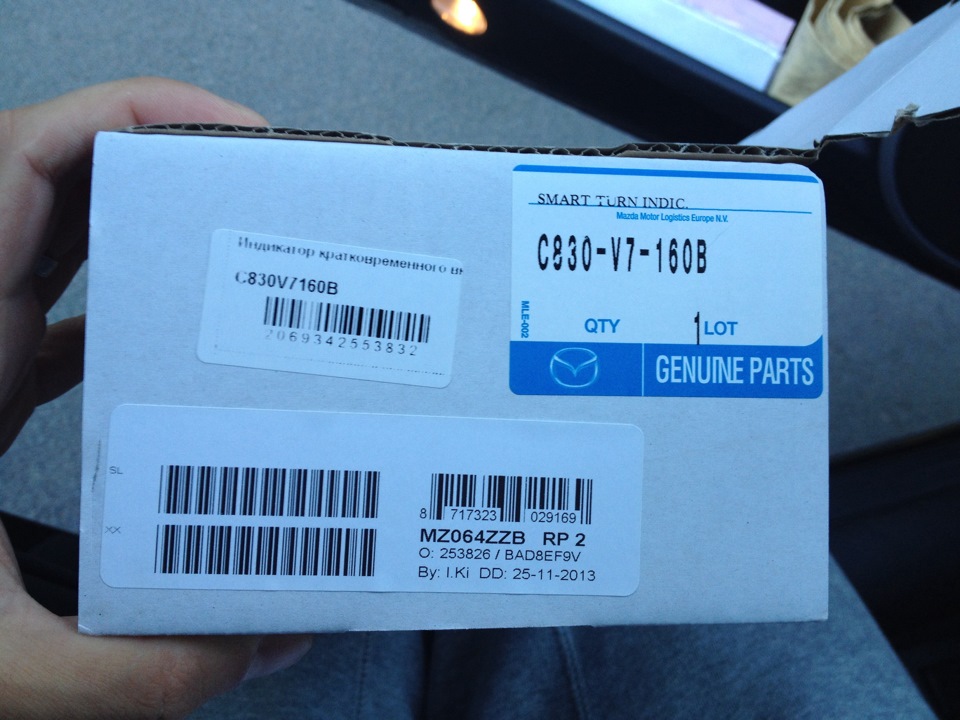 SMART TURN INDIC.
Mazda Motor Logistics Europe N.V.
C830-V7-160B
MLE-002
QTY 1 LOT
GENUINE PARTS
Индикатор кратковременного
C830V7160B
2069342553832
SL
XX
8 717323 029169
MZ064ZZB RP 2
O: 253826 / BAD8EF9V
By: I.Ki DD: 25-11-2013